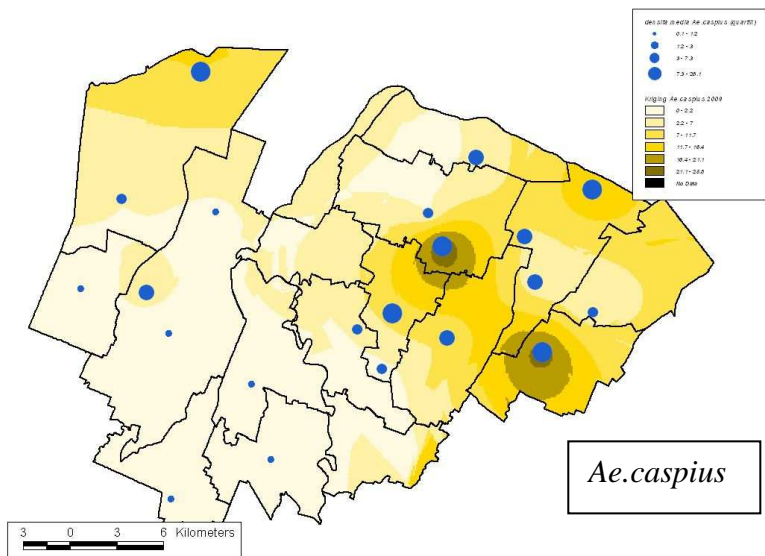 densità media Ae.caspius (quartili)
0.1 - 1.2
1.2 - 3
3 - 7.3
7.3 - 26.1
Kriging Ae.caspius 2009
0 - 2.2
2.2 - 7
7 - 11.7
11.7 - 16.4
16.4 - 21.1
21.1 - 25.8
No Data
Ae.caspius
3 0 3 6 Kilometers